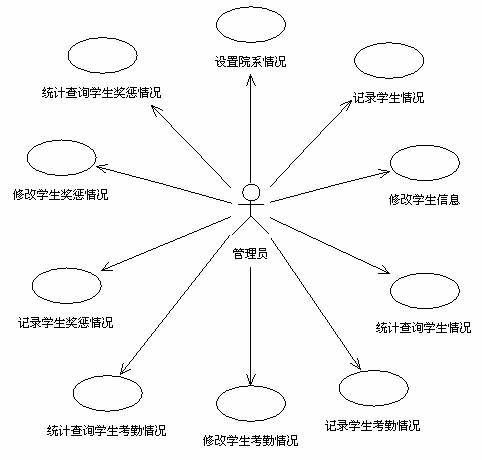 设置院系情况
统计查询学生奖惩情况
记录学生情况
修改学生奖惩情况
修改学生信息
管理员
记录学生奖惩情况
统计查询学生情况
统计查询学生考勤情况
修改学生考勤情况
记录学生考勤情况